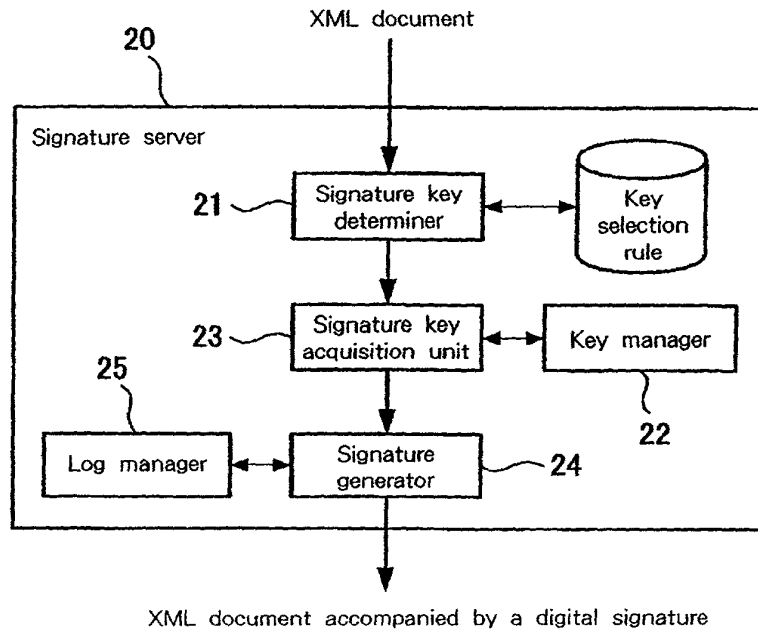 XML document
20
Signature server
21
Signature key
determiner
Key
selection
rule
23
Signature key
acquisition unit
Key manager
22
25
Log manager
Signature
generator
24
XML document accompanied by a digital signature